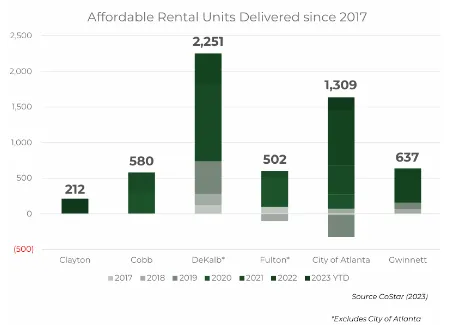 Affordable Rental Units Delivered since 2017
2,500
2,251
2,000
1,500
1,309
1,000
580
502
637
500
212
0
(500)
Clayton Cobb DeKalb* Fulton* City of Atlanta Gwinnett
2017 2018 2019 2020 2021 2022 2023 YTD
Source CoStar (2023)
*Excludes City of Atlanta